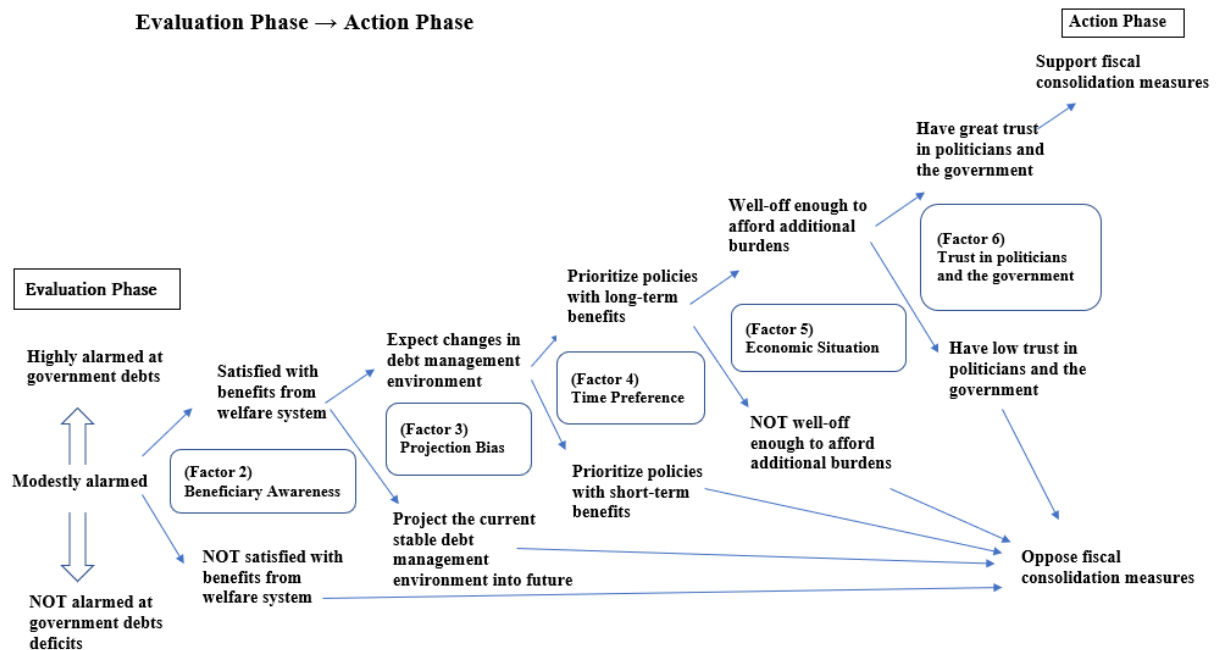 Evaluation Phase → Action Phase
Action Phase
Support fiscal
consolidation measures
Have great trust
in politicians and
the government
Well-off enough to
afford additional
burdens
(Factor 6)
Trust in politicians
and the government
Evaluation Phase
Prioritize policies
with long-term
benefits
(Factor 5)
Economic Situation
Expect changes in
debt management
environment
Have low trust in
politicians and the
government
Highly alarmed at
government debts
Satisfied with
benefits from
welfare system
(Factor 4)
Time Preference
(Factor 3)
Projection Bias
NOT well-off
enough to afford
additional burdens
Modestly alarmed
(Factor 2)
Beneficiary Awareness
Prioritize policies
with short-term
benefits
Project the current
stable debt
management
environment into future
NOT satisfied with
benefits from
welfare system
Oppose fiscal
consolidation measures
NOT alarmed at
government debts
deficits